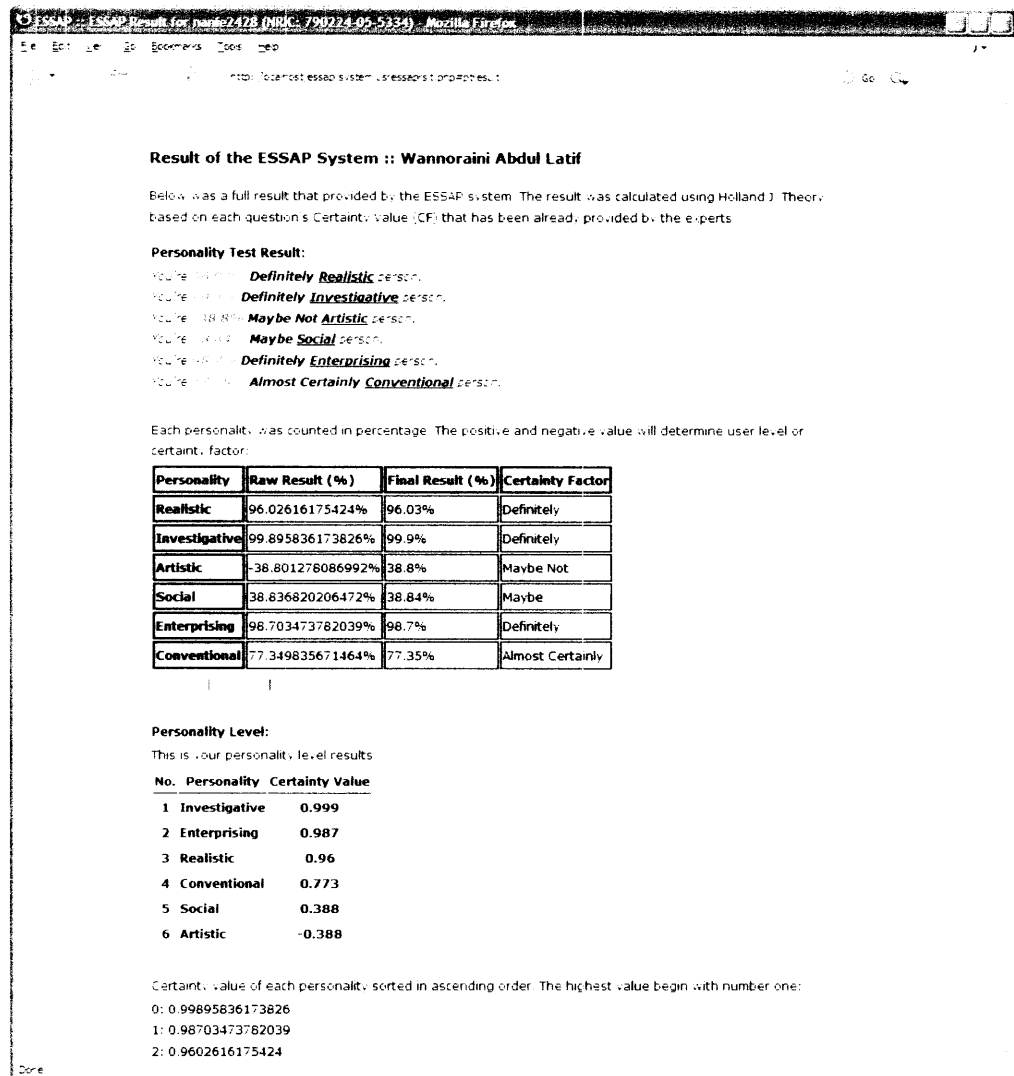 ESSAP :: ESSAP Result for nanie2428 (NRIC: 790224-05-5334) - Mozilla Firefox
Bookmarks Tools Help
Go
Result of the ESSAP System :: Wannoraini Abdul Latif
Below was a full result that provided by the ESSAP system. The result was calculated using Holland J. Theory
based on each question's Certainty Value (CF) that has been already provided by the experts
Personality Test Result:
You're Definitely Realistic person.
You're Definitely Investigative person.
You're -38.8% Maybe Not Artistic person.
You're Maybe Social person.
You're Definitely Enterprising person.
You're Almost Certainly Conventional person.
Each personality was counted in percentage. The positive and negative value will determine user level or
certainty factor:
Personality Raw Result (%) Final Result (%) Certainty Factor
Realistic 96.02616175424% 96.03% Definitely
Investigative 99.895836173826% 99.9% Definitely
Artistic -38.801278086992% 38.8% Maybe Not
Social 38.836820206472% 38.84% Maybe
Enterprising 98.703473782039% 98.7% Definitely
Conventional 77.349835671464% 77.35% Almost Certainly
Personality Level:
This is your personality level results
No. Personality Certainty Value
1 Investigative 0.999
2 Enterprising 0.987
3 Realistic 0.96
4 Conventional 0.773
5 Social 0.388
6 Artistic -0.388
Certainty value of each personality sorted in ascending order. The highest value begin with number one:
0: 0.99895836173826
1: 0.98703473782039
2: 0.9602616175424
Done